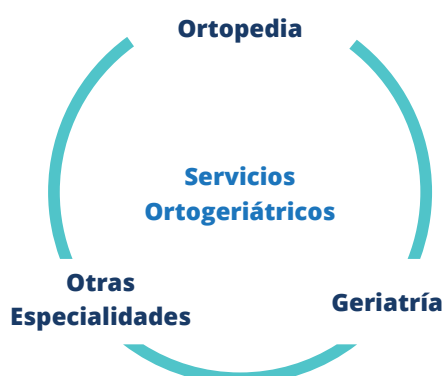 Ortopedia
Servicios
Ortogeriátricos
Otras
Especialidades
Geriatría